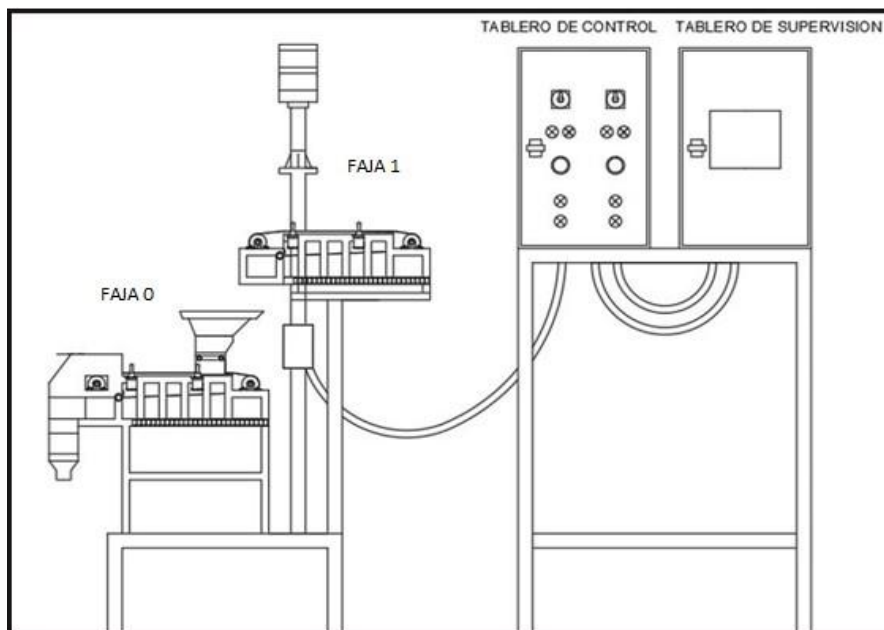 TABLERO DE CONTROL
TABLERO DE SUPERVISION
FAJA 1
FAJA 0